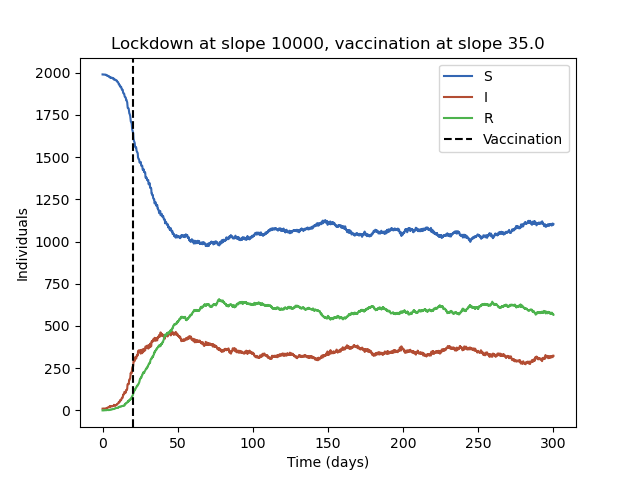 Lockdown at slope 10000, vaccination at slope 35.0
2000
1750
1500
1250
1000
750
500
250
0
Individuals
S
I
R
Vaccination
0
50
100
150
200
250
300
Time (days)